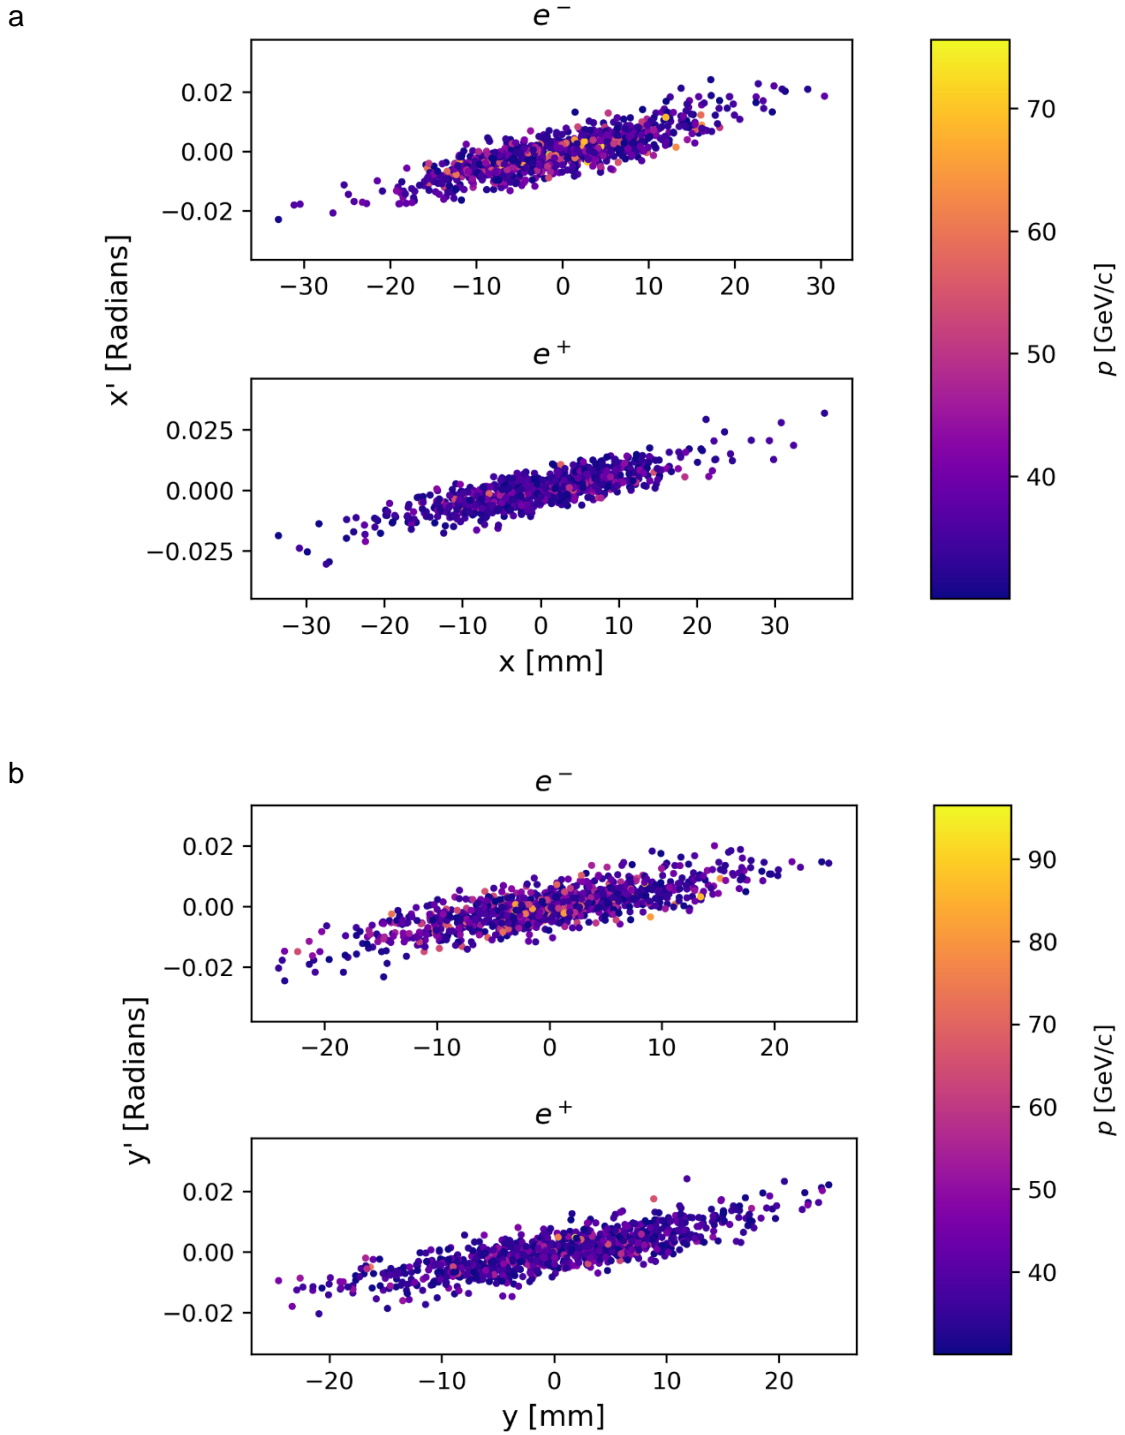 a
e⁻
0.02
0.00
−0.02
−30 −20 −10 0 10 20 30
e⁺
0.025
0.000
−0.025
−30 −20 −10 0 10 20 30
x [mm]
x' [Radians]
70
60
50
40
p [GeV/c]
b
e⁻
0.02
0.00
−0.02
−20 −10 0 10 20
e⁺
0.02
0.00
−0.02
−20 −10 0 10 20
y [mm]
y' [Radians]
90
80
70
60
50
40
p [GeV/c]